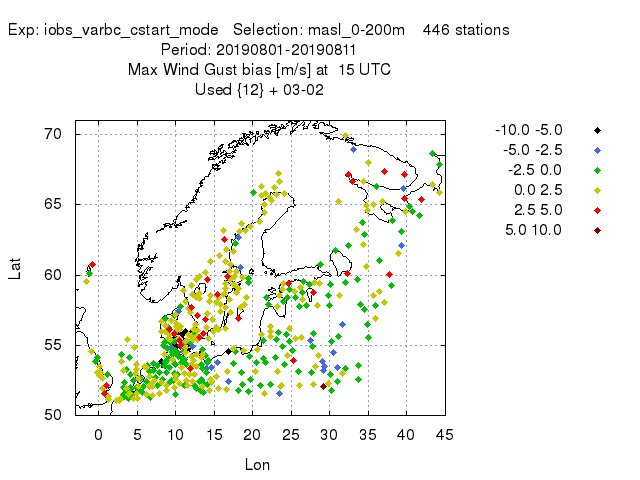 Exp: iobs_varbc_cstart_mode   Selection: masl_0-200m    446 stations
Period: 20190801-20190811
Max Wind Gust bias [m/s] at  15 UTC
Used {12} + 03-02
-10.0 -5.0
-5.0 -2.5
-2.5 0.0
0.0 2.5
2.5 5.0
5.0 10.0
70
65
60
55
50
Lat
0 5 10 15 20 25 30 35 40 45
Lon